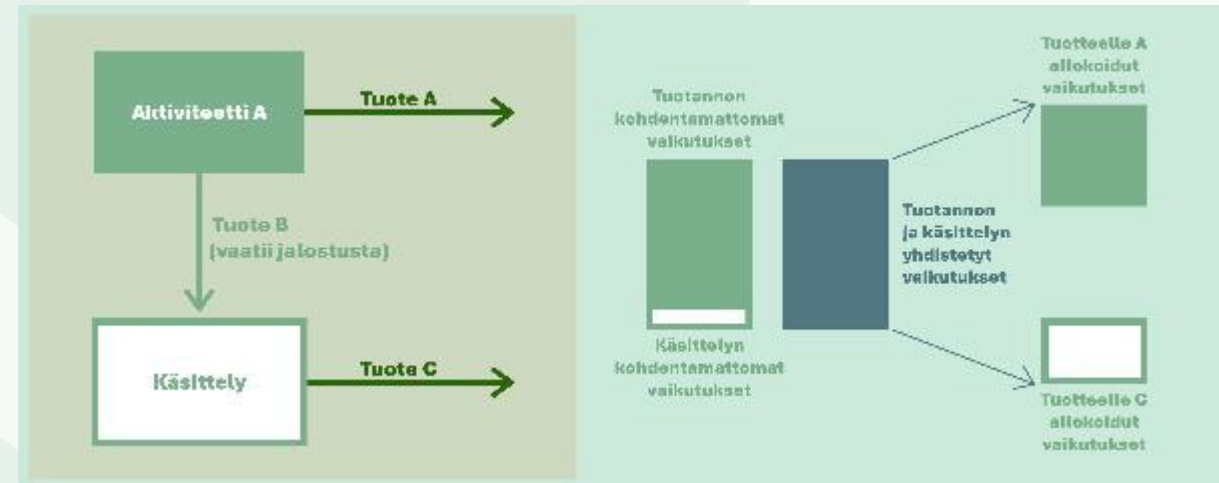 Aktiviteetti A
Tuote A
Tuote B
(vaatii jalostusta)
Käsittely
Tuote C
Tuotannon
kohdentamattomat
vaikutukset
Käsittelyn
kohdentamattomat
vaikutukset
Tuotannon
ja käsittelyn
yhdistetyt
vaikutukset
Tuotteelle A
allokoidut
vaikutukset
Tuotteelle C
allokoidut
vaikutukset